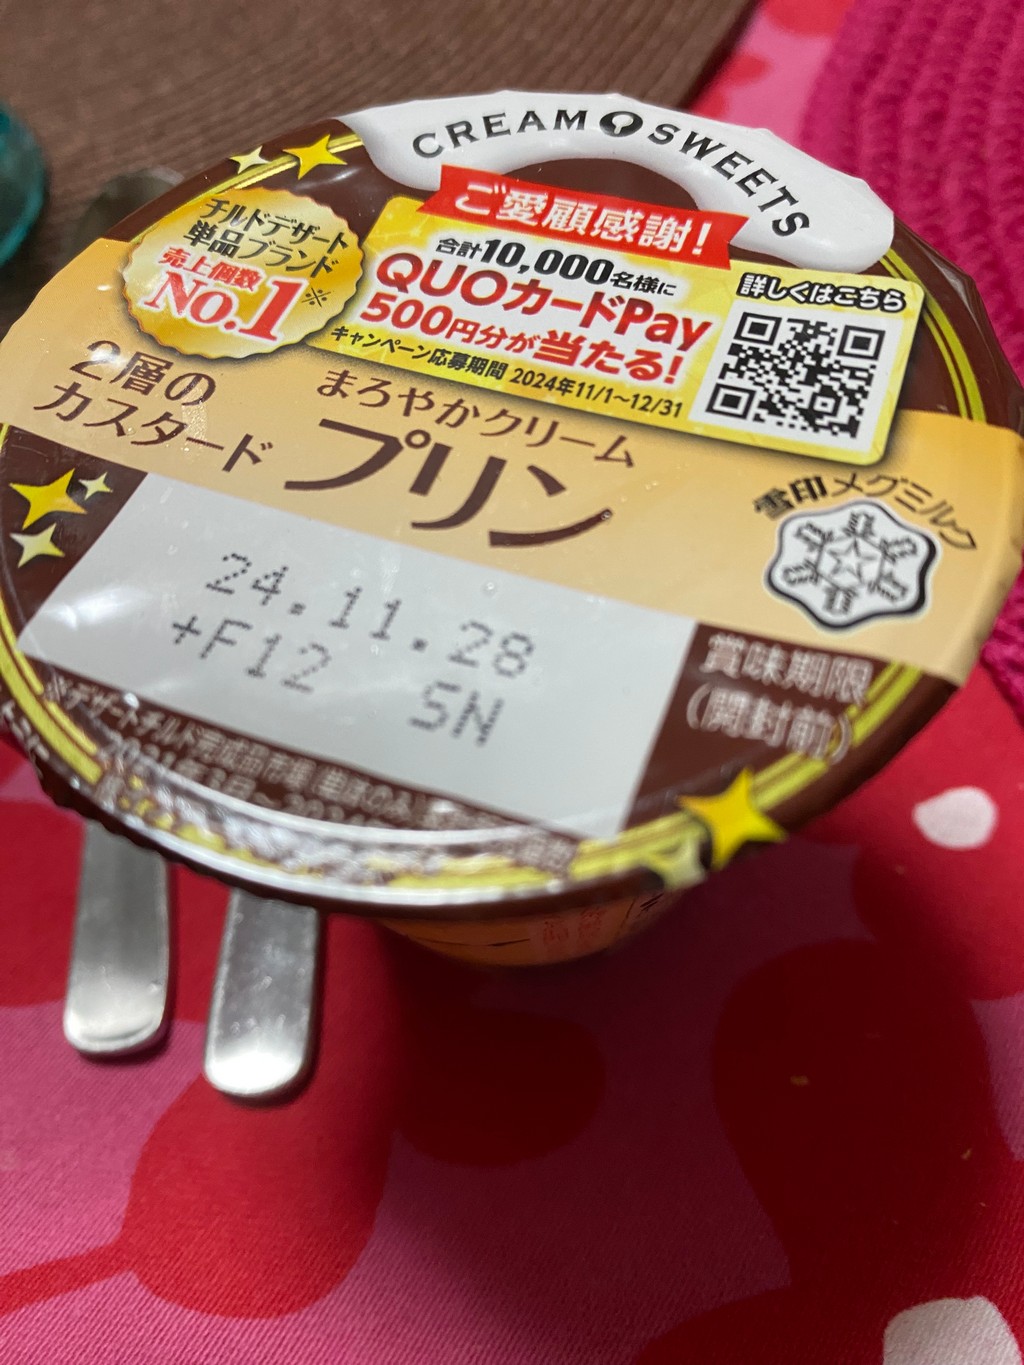 CREAM SWEETS
ご愛顧感謝!
チルドデザート
単品ブランド
売上個数
No.1※
合計10,000名様に
QUOカードPay
500円分が当たる!
キャンペーン応募期間 2024年11/1~12/31
詳しくはこちら
2層の
カスタード
まろやかクリーム
プリン
雪印メグミルク
24.11.28
+F12 SN
賞味期限
(開封前)